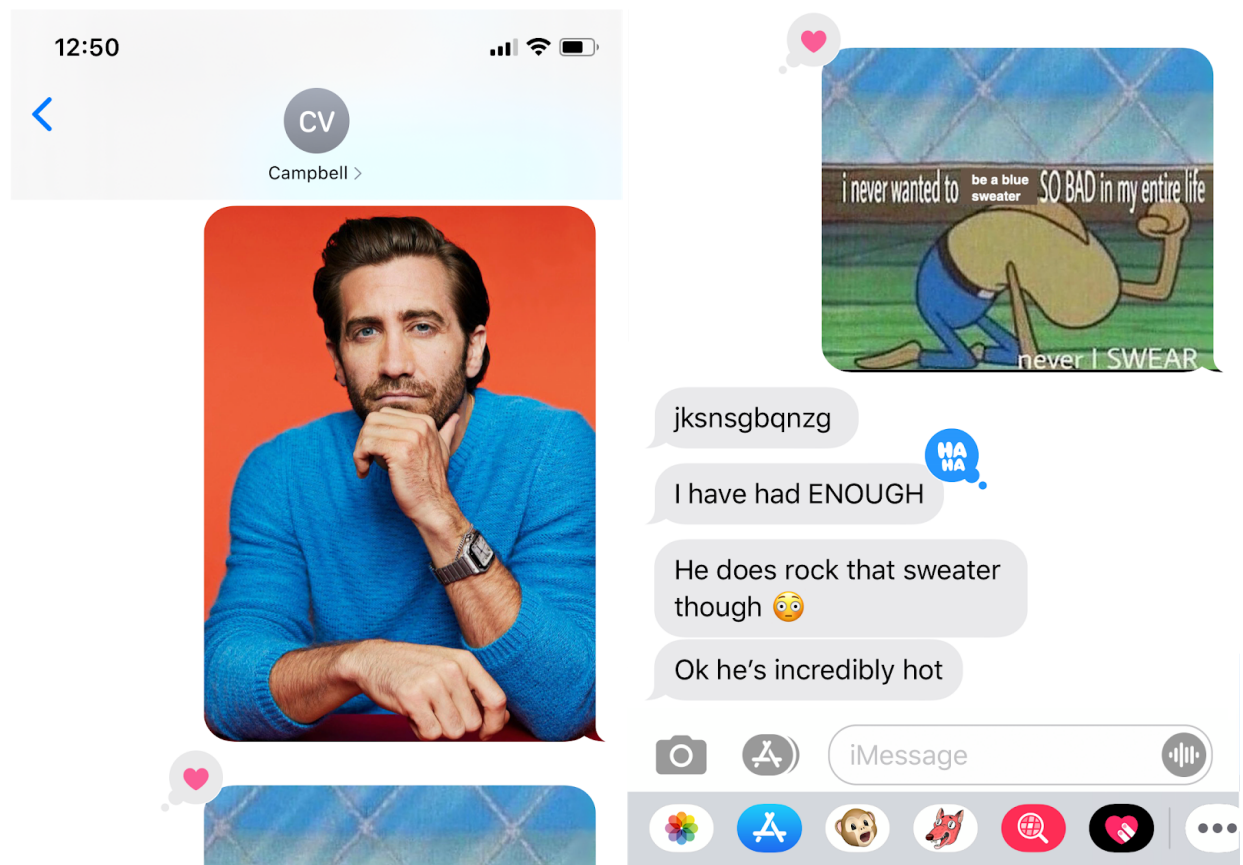 12:50
CV
Campbell
i never wanted to be a blue SO BAD in my entire life
sweater
never I SWEAR
jksnsgbqnzg
HA
HA
I have had ENOUGH
He does rock that sweater
though 😳
Ok he’s incredibly hot
iMessage